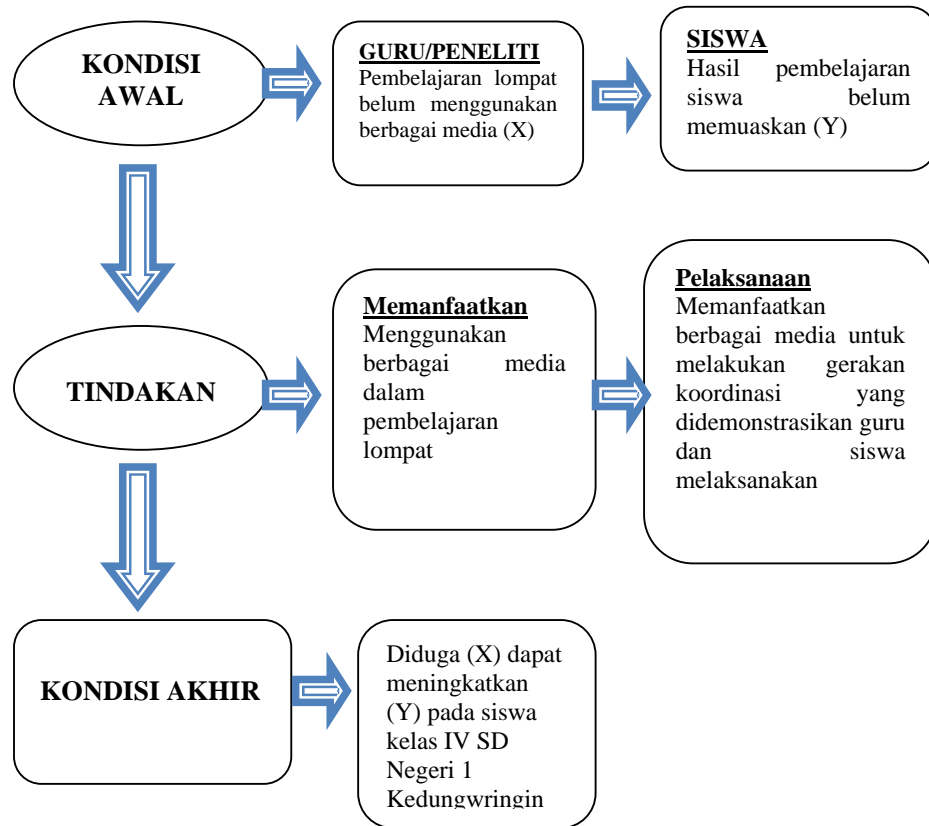 KONDISI
AWAL
GURU/PENELITI
Pembelajaran lompat
belum menggunakan
berbagai media (X)
SISWA
Hasil pembelajaran
siswa belum
memuaskan (Y)
TINDAKAN
Memanfaatkan
Menggunakan
berbagai media
dalam
pembelajaran
lompat
Pelaksanaan
Memanfaatkan
berbagai media untuk
melakukan gerakan
koordinasi yang
didemonstrasikan guru
dan siswa
melaksanakan
KONDISI AKHIR
Diduga (X) dapat
meningkatkan
(Y) pada siswa
kelas IV SD
Negeri 1
Kedungwringin